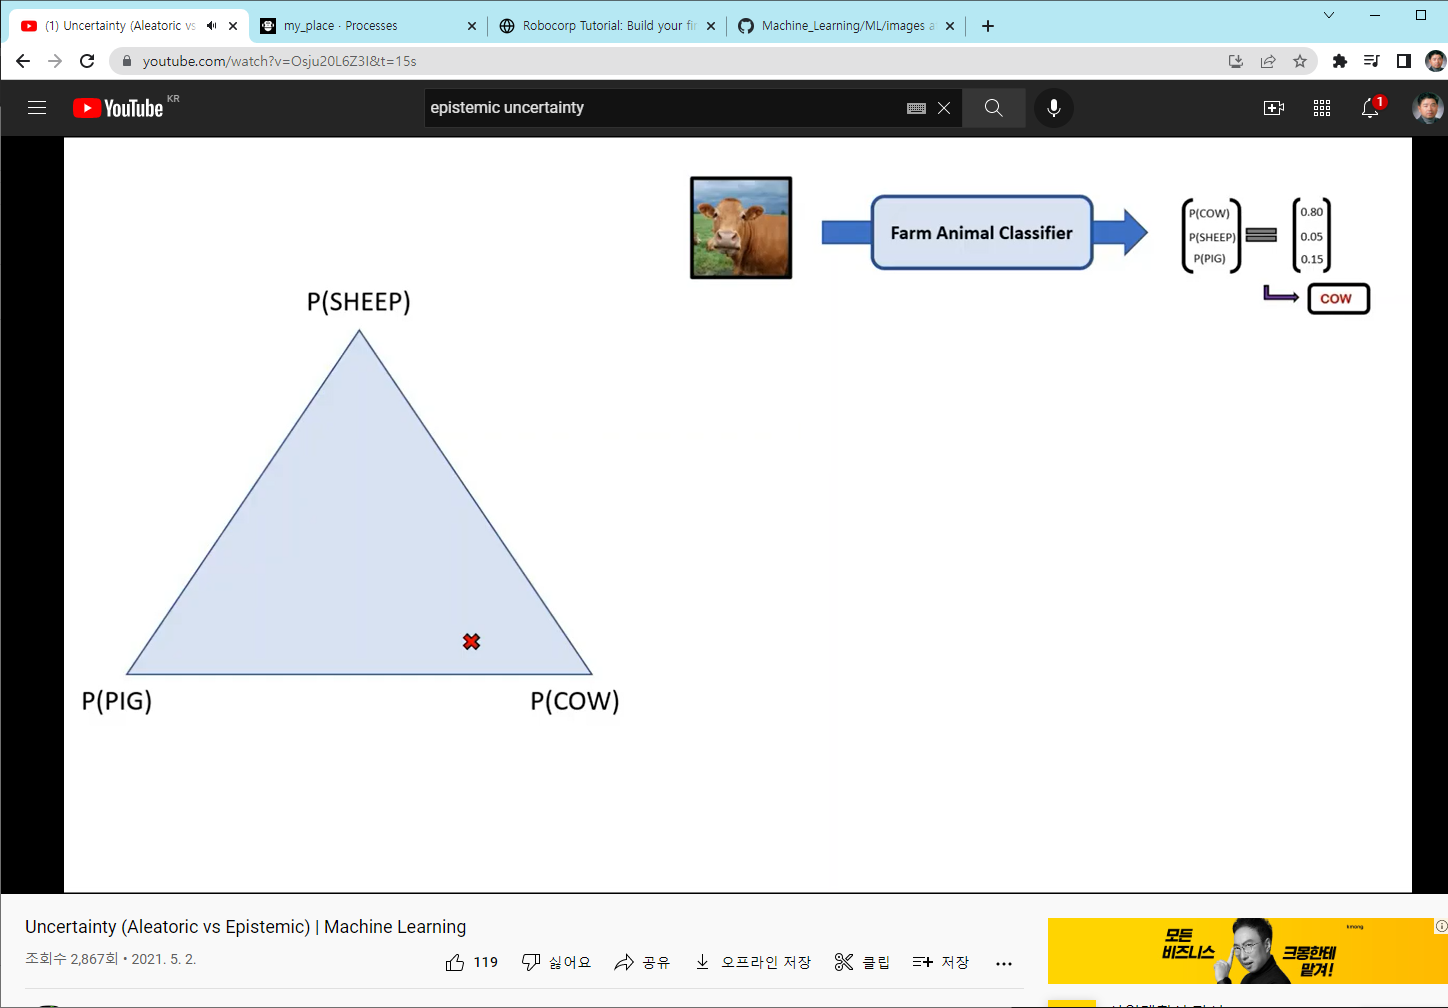 (1) Uncertainty (Aleatoric vs
my_place · Processes
Robocorp Tutorial: Build your fir
Machine_Learning/ML/images a
youtube.com/watch?v=Osju20L6Z3I&t=15s
YouTube KR
epistemic uncertainty
1
Farm Animal Classifier
P(COW)
P(SHEEP)
P(PIG)
0.80
0.05
0.15
COW
P(SHEEP)
P(PIG)
P(COW)
Uncertainty (Aleatoric vs Epistemic) | Machine Learning
조회수 2,867회 • 2021. 5. 2.
119
싫어요
공유
오프라인 저장
클립
저장
kmong
모든
비즈니스
크몽한테
맡겨!